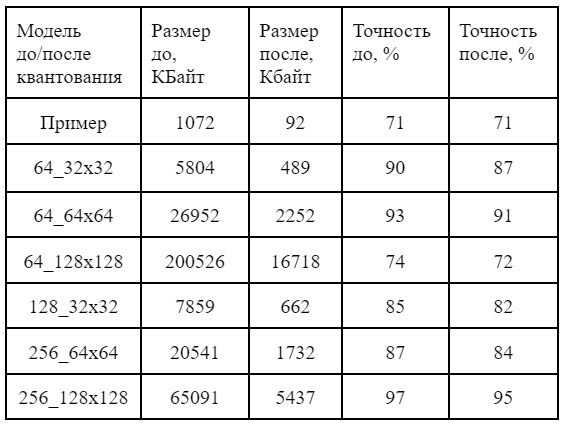 Модель до/после квантования | Размер до, КБайт | Размер после, Кбайт | Точность до, % | Точность после, %
Пример | 1072 | 92 | 71 | 71
64_32x32 | 5804 | 489 | 90 | 87
64_64x64 | 26952 | 2252 | 93 | 91
64_128x128 | 200526 | 16718 | 74 | 72
128_32x32 | 7859 | 662 | 85 | 82
256_64x64 | 20541 | 1732 | 87 | 84
256_128x128 | 65091 | 5437 | 97 | 95